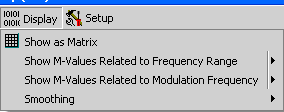 Display Setup
Show as Matrix
Show M-Values Related to Frequency Range
Show M-Values Related to Modulation Frequency
Smoothing